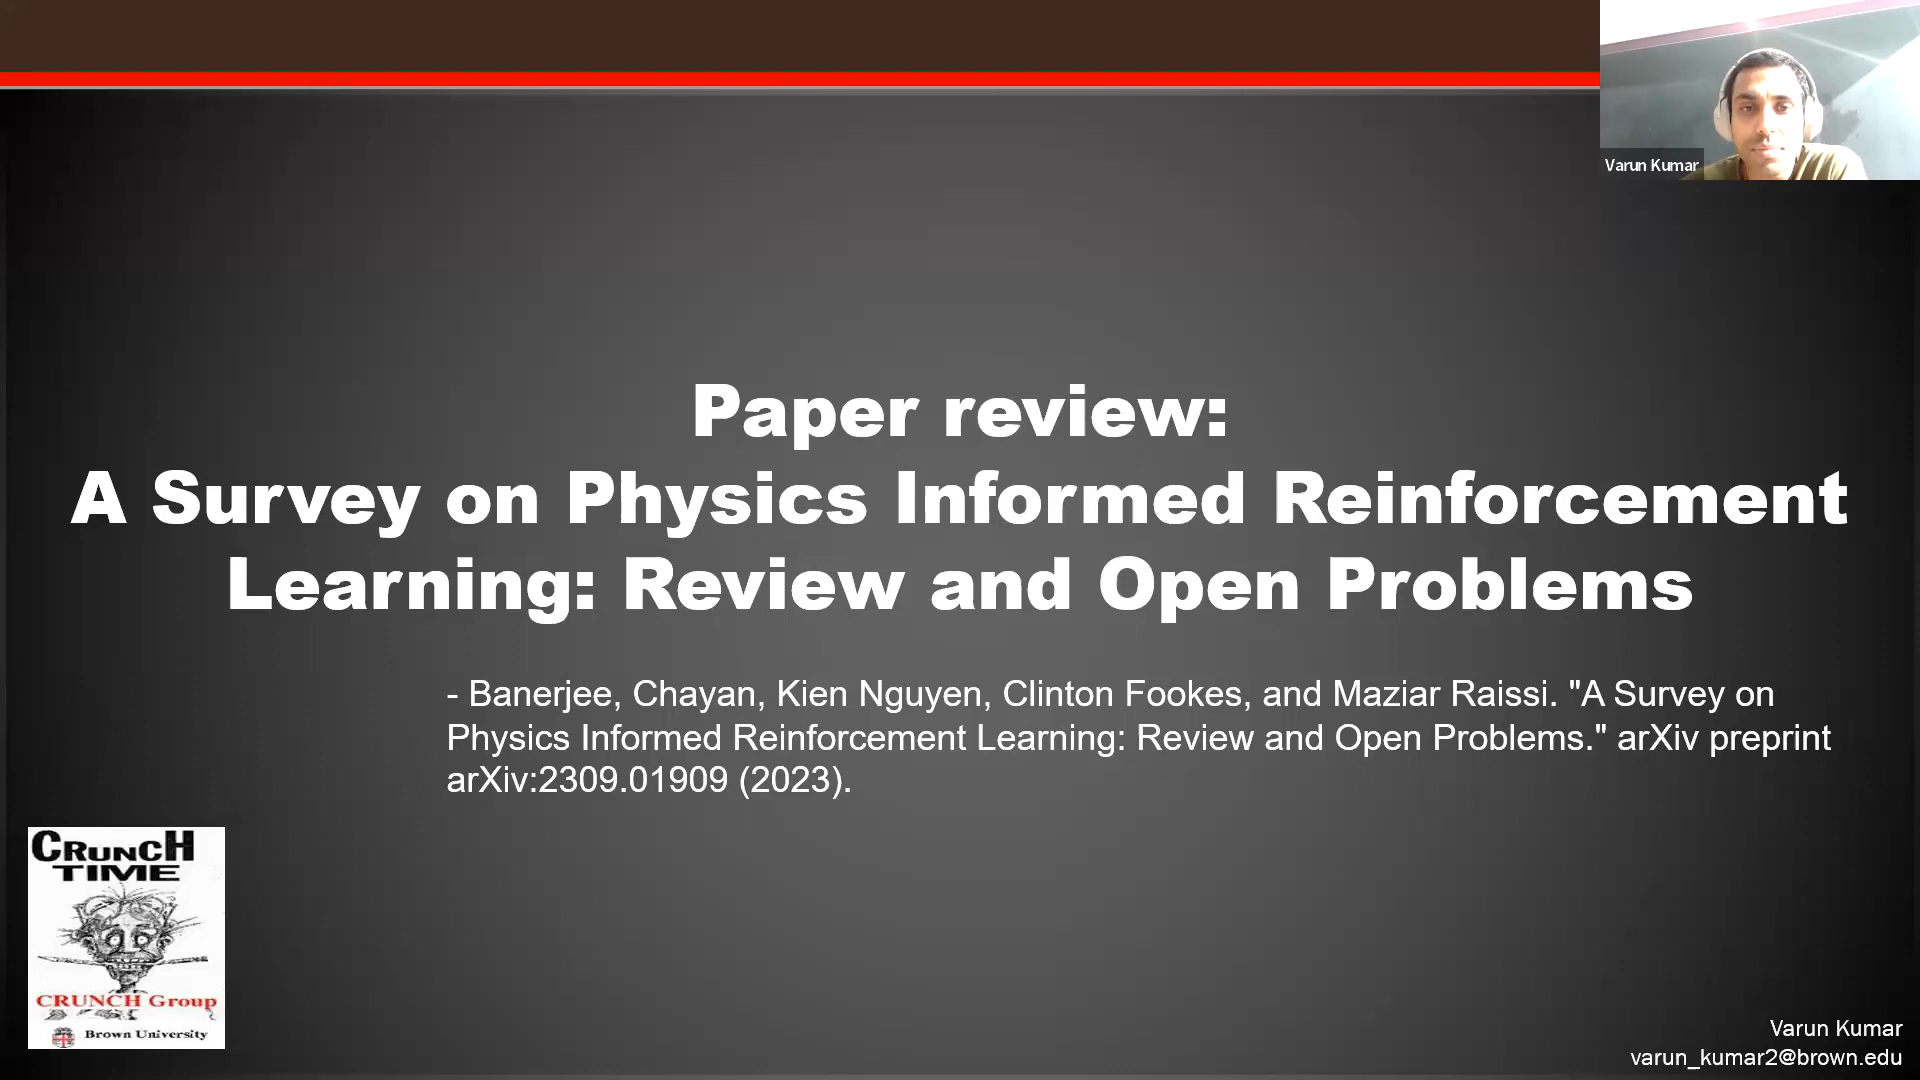 Varun Kumar
Paper review:
A Survey on Physics Informed Reinforcement
Learning: Review and Open Problems
- Banerjee, Chayan, Kien Nguyen, Clinton Fookes, and Maziar Raissi. "A Survey on
Physics Informed Reinforcement Learning: Review and Open Problems." arXiv preprint
arXiv:2309.01909 (2023).
CRUNCH
TIME
CRUNCH Group
Brown University
Varun Kumar
varun_kumar2@brown.edu